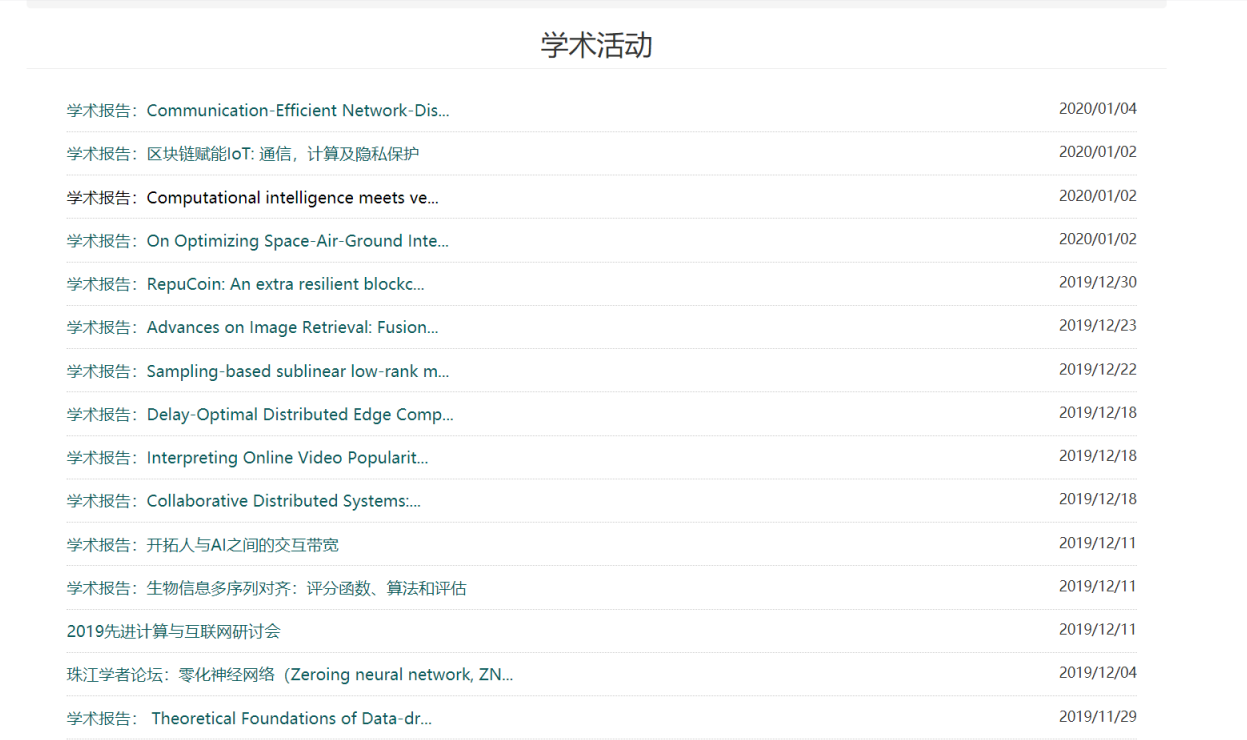 学术活动
学术报告：Communication-Efficient Network-Dis... 2020/01/04
学术报告：区块链赋能IoT: 通信，计算及隐私保护 2020/01/02
学术报告：Computational intelligence meets ve... 2020/01/02
学术报告：On Optimizing Space-Air-Ground Inte... 2020/01/02
学术报告：RepuCoin: An extra resilient blockc... 2019/12/30
学术报告：Advances on Image Retrieval: Fusion... 2019/12/23
学术报告：Sampling-based sublinear low-rank m... 2019/12/22
学术报告：Delay-Optimal Distributed Edge Comp... 2019/12/18
学术报告：Interpreting Online Video Popularit... 2019/12/18
学术报告：Collaborative Distributed Systems:... 2019/12/18
学术报告：开拓人与AI之间的交互带宽 2019/12/11
学术报告：生物信息多序列对齐：评分函数、算法和评估 2019/12/11
2019先进计算与互联网研讨会 2019/12/11
珠江学者论坛：零化神经网络（Zeroing neural network, ZN... 2019/12/04
学术报告： Theoretical Foundations of Data-dr... 2019/11/29